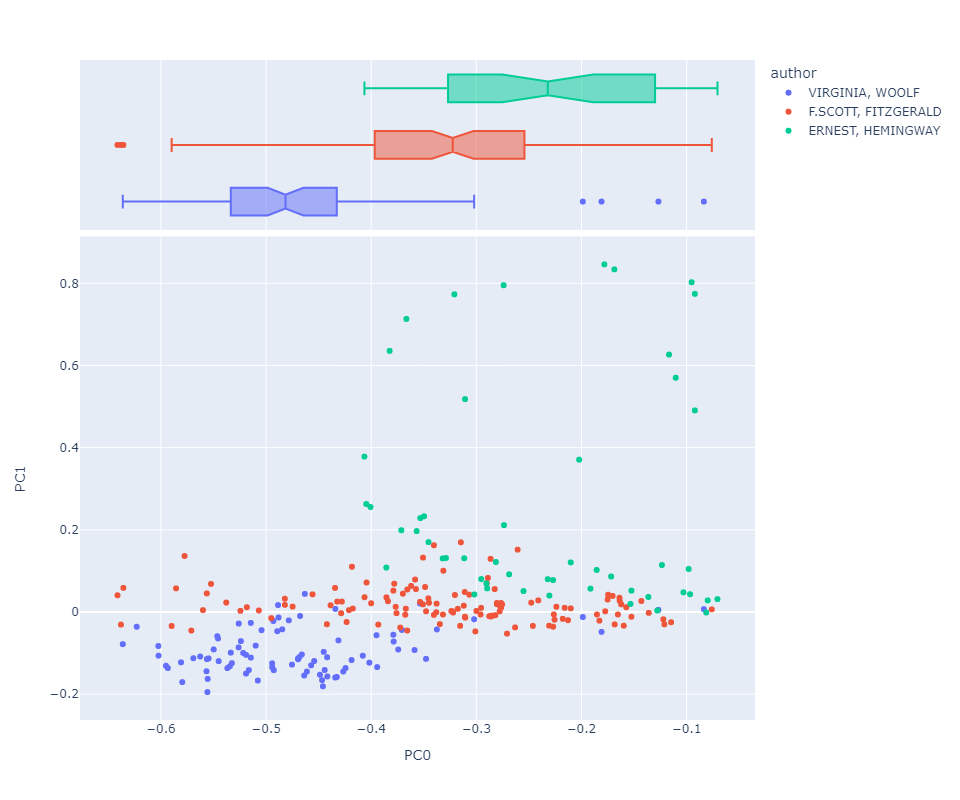 author
VIRGINIA, WOOLF
F.SCOTT, FITZGERALD
ERNEST, HEMINGWAY
0.8
0.6
0.4
0.2
0
−0.2
PC1
−0.6
−0.5
−0.4
−0.3
−0.2
−0.1
PC0